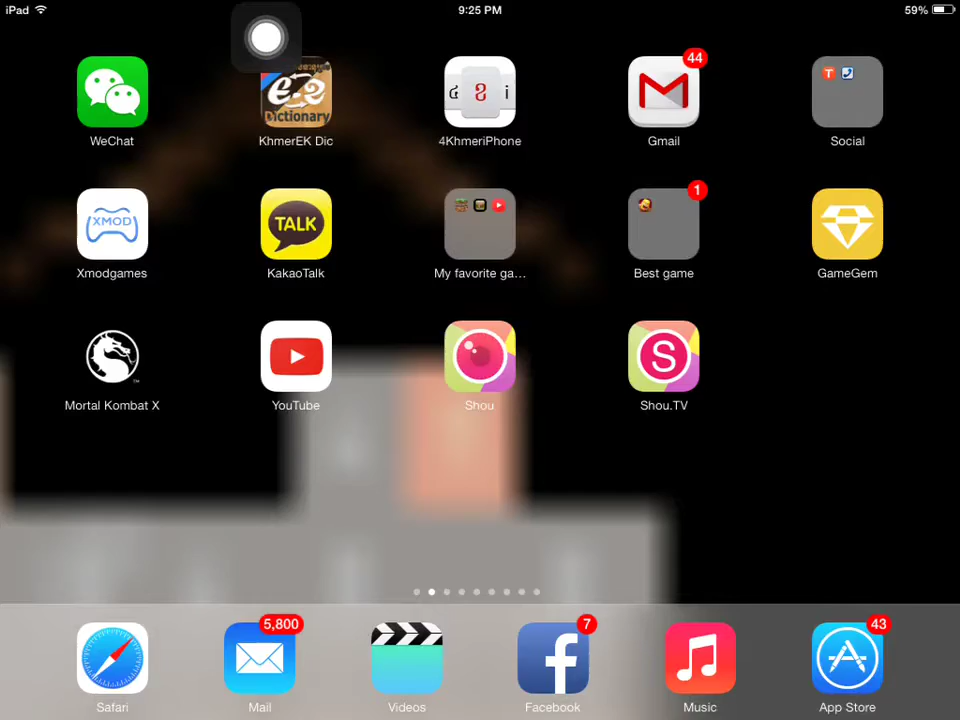 iPad 9:25 PM 59%
44
WeChat KhmerEK Dic 4KhmeriPhone Gmail Social
e-2
Dictionary
1
XMOD TALK
Xmodgames KakaoTalk My favorite ga... Best game GameGem
S
Mortal Kombat X YouTube Shou Shou.TV
5,800 7 43
Safari Mail Videos Facebook Music App Store